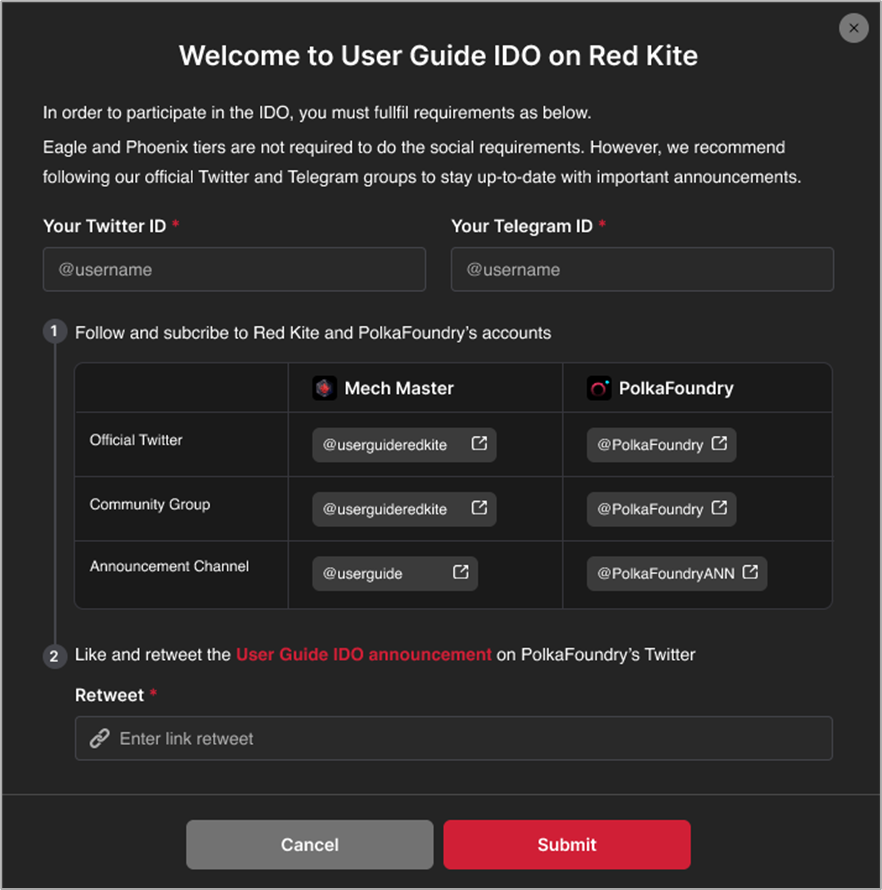 Welcome to User Guide IDO on Red Kite
In order to participate in the IDO, you must fullfil requirements as below.
Eagle and Phoenix tiers are not required to do the social requirements. However, we recommend
following our official Twitter and Telegram groups to stay up-to-date with important announcements.
Your Twitter ID *
Your Telegram ID *
@username
@username
1 Follow and subcribe to Red Kite and PolkaFoundry's accounts
Mech Master
PolkaFoundry
Official Twitter
@userguideredkite
@PolkaFoundry
Community Group
@userguideredkite
@PolkaFoundry
Announcement Channel
@userguide
@PolkaFoundryANN
2 Like and retweet the User Guide IDO announcement on PolkaFoundry's Twitter
Retweet *
Enter link retweet
Cancel
Submit